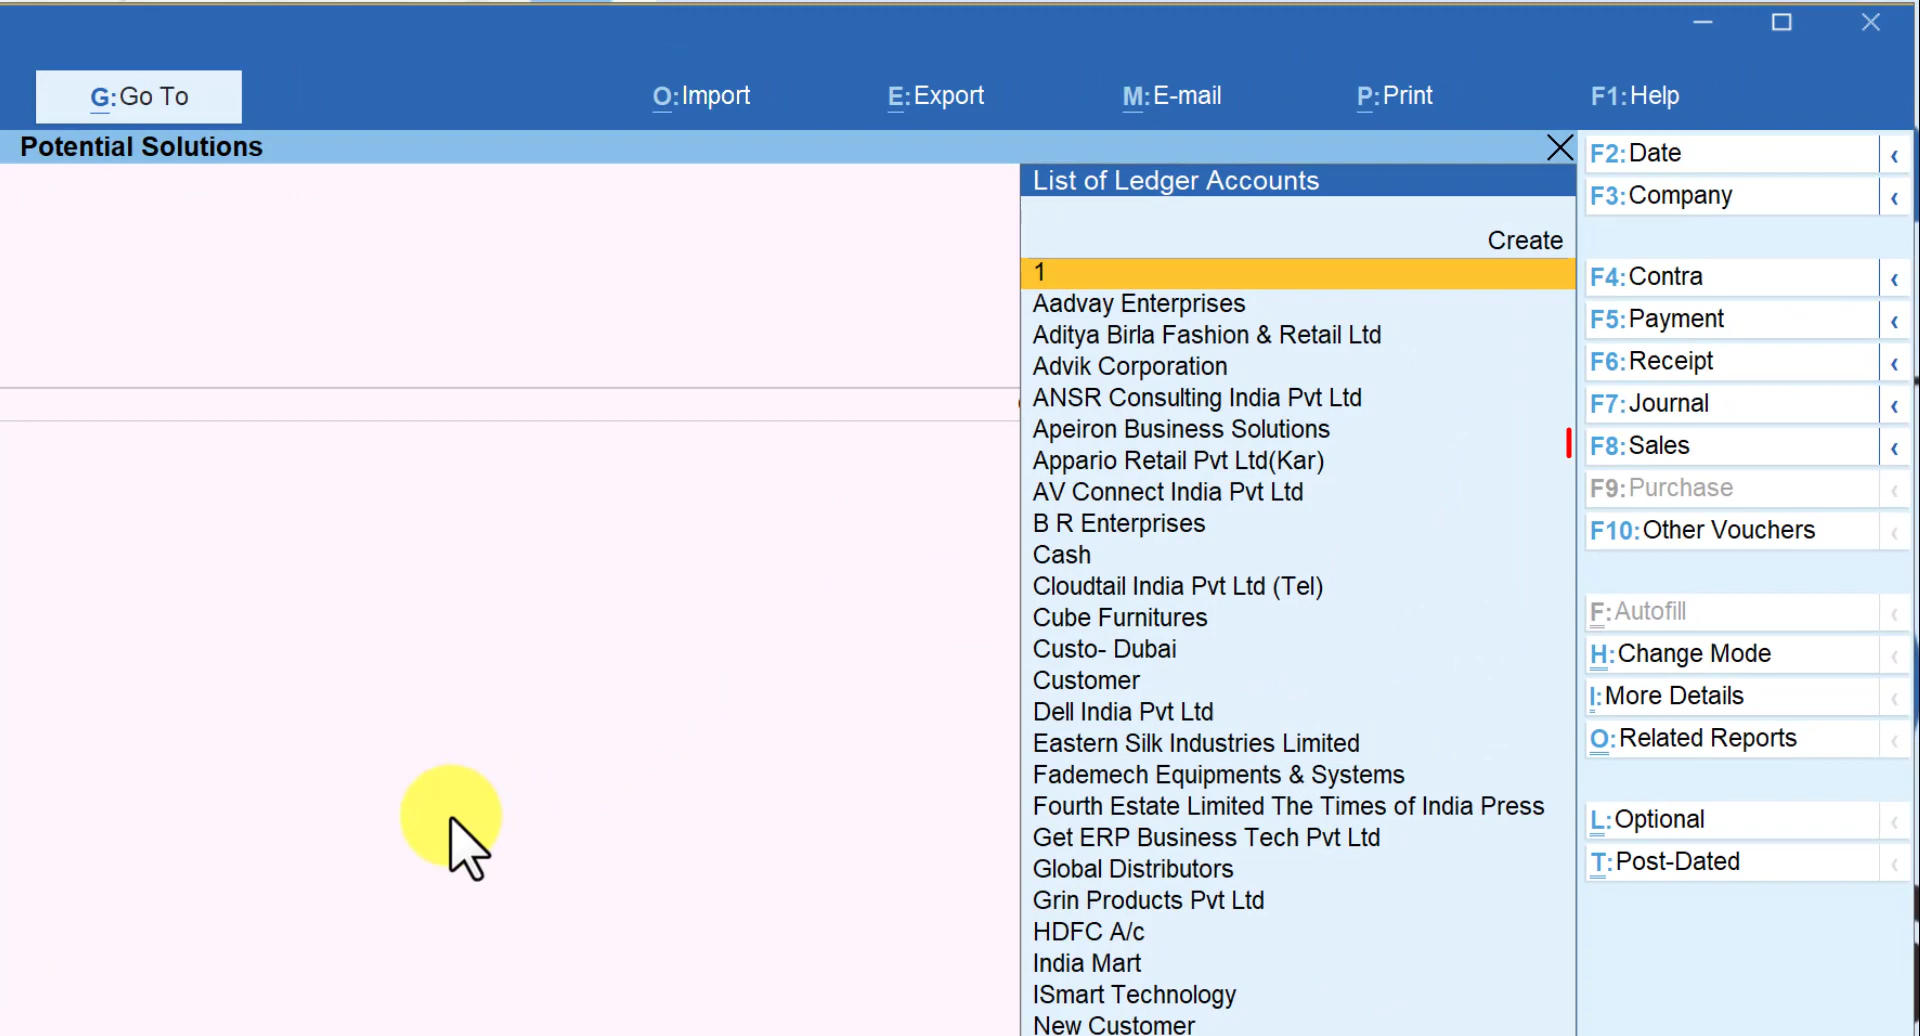 G:Go To
O:Import
E:Export
M:E-mail
P:Print
F1:Help
Potential Solutions
List of Ledger Accounts
Create
1
Aadvay Enterprises
Aditya Birla Fashion & Retail Ltd
Advik Corporation
ANSR Consulting India Pvt Ltd
Apeiron Business Solutions
Appario Retail Pvt Ltd(Kar)
AV Connect India Pvt Ltd
B R Enterprises
Cash
Cloudtail India Pvt Ltd (Tel)
Cube Furnitures
Custo- Dubai
Customer
Dell India Pvt Ltd
Eastern Silk Industries Limited
Fademech Equipments & Systems
Fourth Estate Limited The Times of India Press
Get ERP Business Tech Pvt Ltd
Global Distributors
Grin Products Pvt Ltd
HDFC A/c
India Mart
ISmart Technology
New Customer
F2:Date
F3:Company
F4:Contra
F5:Payment
F6:Receipt
F7:Journal
F8:Sales
F9:Purchase
F10:Other Vouchers
F:Autofill
H:Change Mode
I:More Details
O:Related Reports
L:Optional
T:Post-Dated